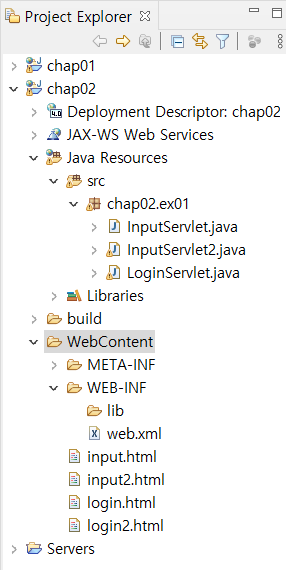 Project Explorer
chap01
chap02
Deployment Descriptor: chap02
JAX-WS Web Services
Java Resources
src
chap02.ex01
InputServlet.java
InputServlet2.java
LoginServlet.java
Libraries
build
WebContent
META-INF
WEB-INF
lib
web.xml
input.html
input2.html
login.html
login2.html
Servers